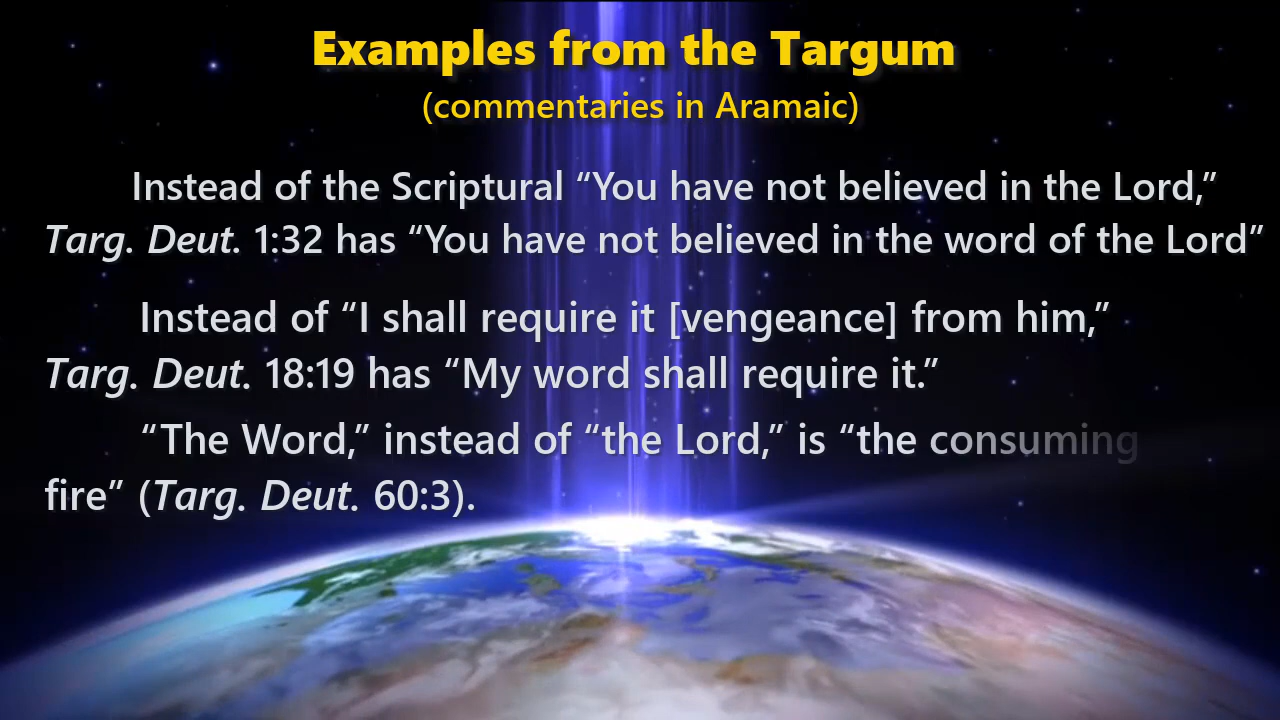 Examples from the Targum
(commentaries in Aramaic)
Instead of the Scriptural “You have not believed in the Lord,”
Targ. Deut. 1:32 has “You have not believed in the word of the Lord”
Instead of “I shall require it [vengeance] from him,”
Targ. Deut. 18:19 has “My word shall require it.”
“The Word,” instead of “the Lord,” is “the consuming
fire” (Targ. Deut. 60:3).